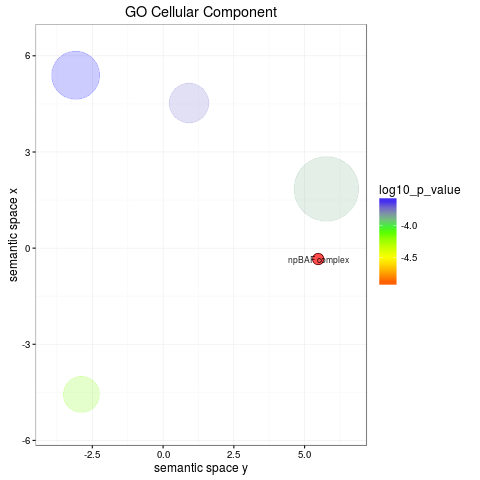 GO Cellular Component
6
3
0
-3
-6
semantic space x
npBAF complex
-2.5
0.0
2.5
5.0
semantic space y
log10_p_value
-4.0
-4.5